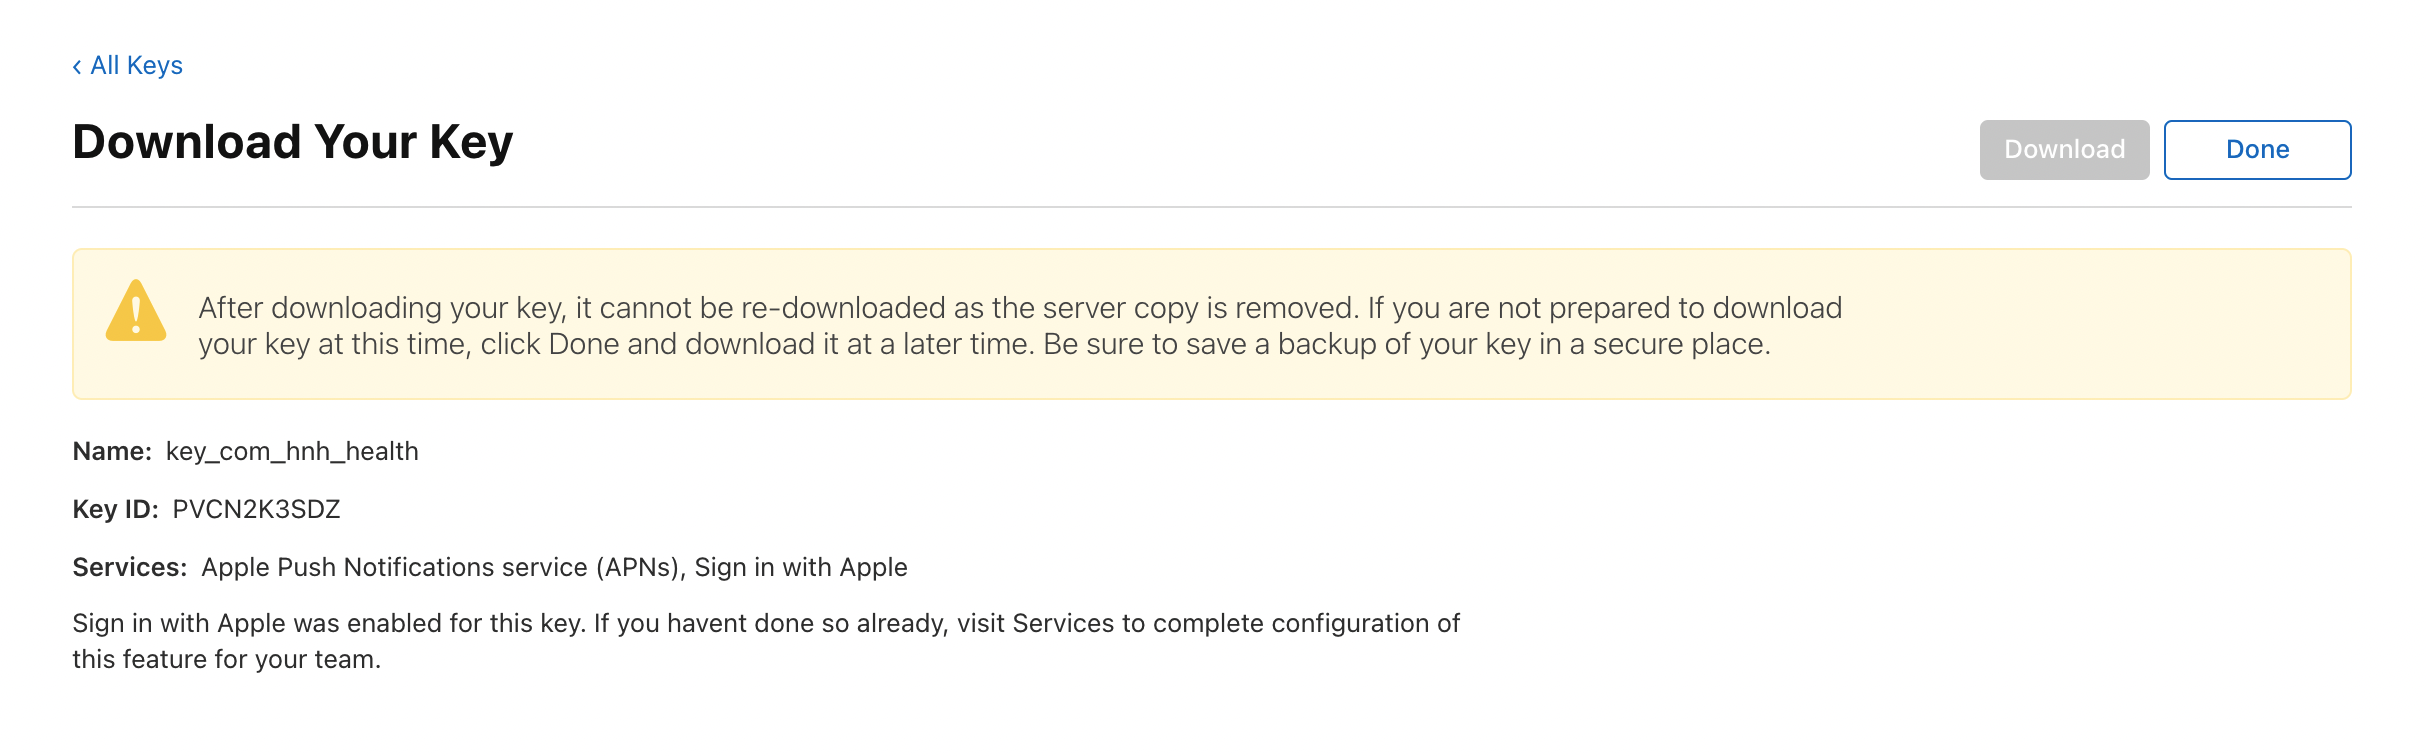 ‹ All Keys
Download Your Key
Download
Done
After downloading your key, it cannot be re-downloaded as the server copy is removed. If you are not prepared to download
your key at this time, click Done and download it at a later time. Be sure to save a backup of your key in a secure place.
Name: key_com_hnh_health
Key ID: PVCN2K3SDZ
Services: Apple Push Notifications service (APNs), Sign in with Apple
Sign in with Apple was enabled for this key. If you havent done so already, visit Services to complete configuration of
this feature for your team.